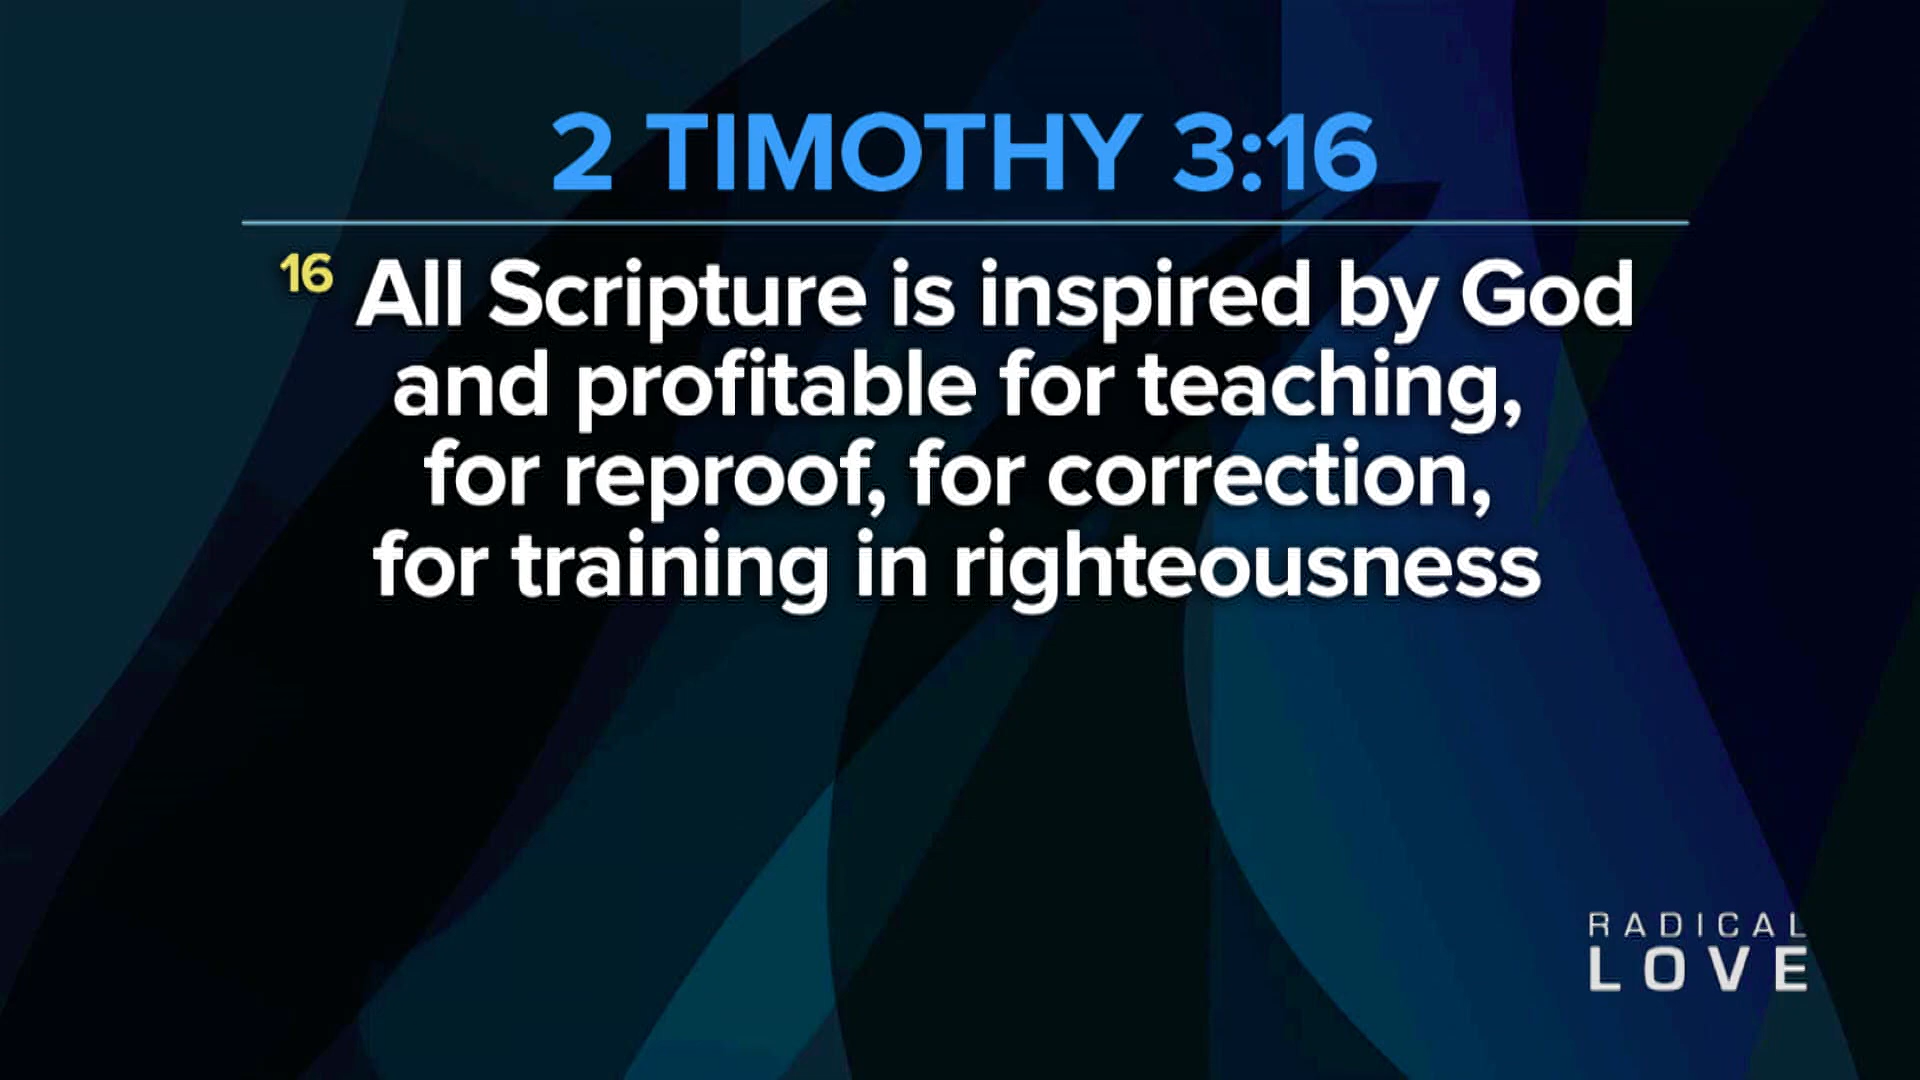 2 TIMOTHY 3:16
16 All Scripture is inspired by God
and profitable for teaching,
for reproof, for correction,
for training in righteousness
RADICAL
LOVE